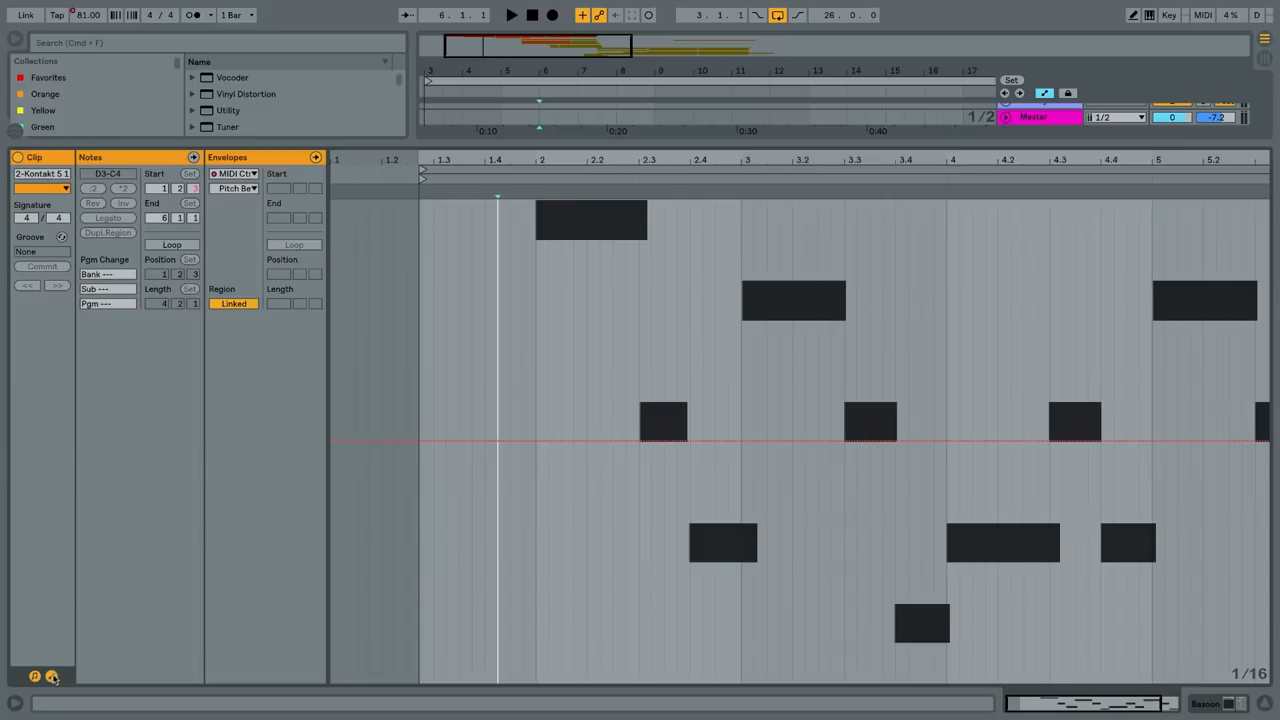 Link Tap 81.00 4 / 4 1 Bar 6. 1. 1 3. 1. 1 26. 0. 0 Key MIDI 4 % D
Search (Cmd + F)
Collections Name
Favorites Vocoder
Orange Vinyl Distortion
Yellow Utility
Green Tuner
3 4 5 6 7 8 9 10 11 12 13 14 15 16 17
Set
1/2 Master 1/2 0 -7.2
0:10 0:20 0:30 0:40
Clip Notes Envelopes
1 1.2 1.3 1.4 2 2.2 2.3 2.4 3 3.2 3.3 3.4 4 4.2 4.3 4.4 5 5.2
2-Kontakt 5 1 D3-C4 Start Set MIDI Ctr Start
:2 *2 1 2 3 Pitch Be
Signature Rev Inv End Set End
4 / 4 Legato 6 1 1
Groove Dupl.Region
None Loop Loop
Commit Pgm Change Position Set Position
<< >> Bank --- 1 2 3
Sub --- Length Set Region Length
Pgm --- 4 2 1 Linked
1/16
Basoon